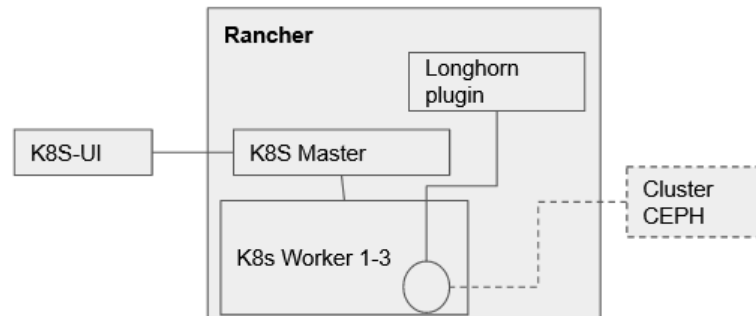 Rancher
Longhorn
plugin
K8S-UI
K8S Master
Cluster
CEPH
K8s Worker 1-3